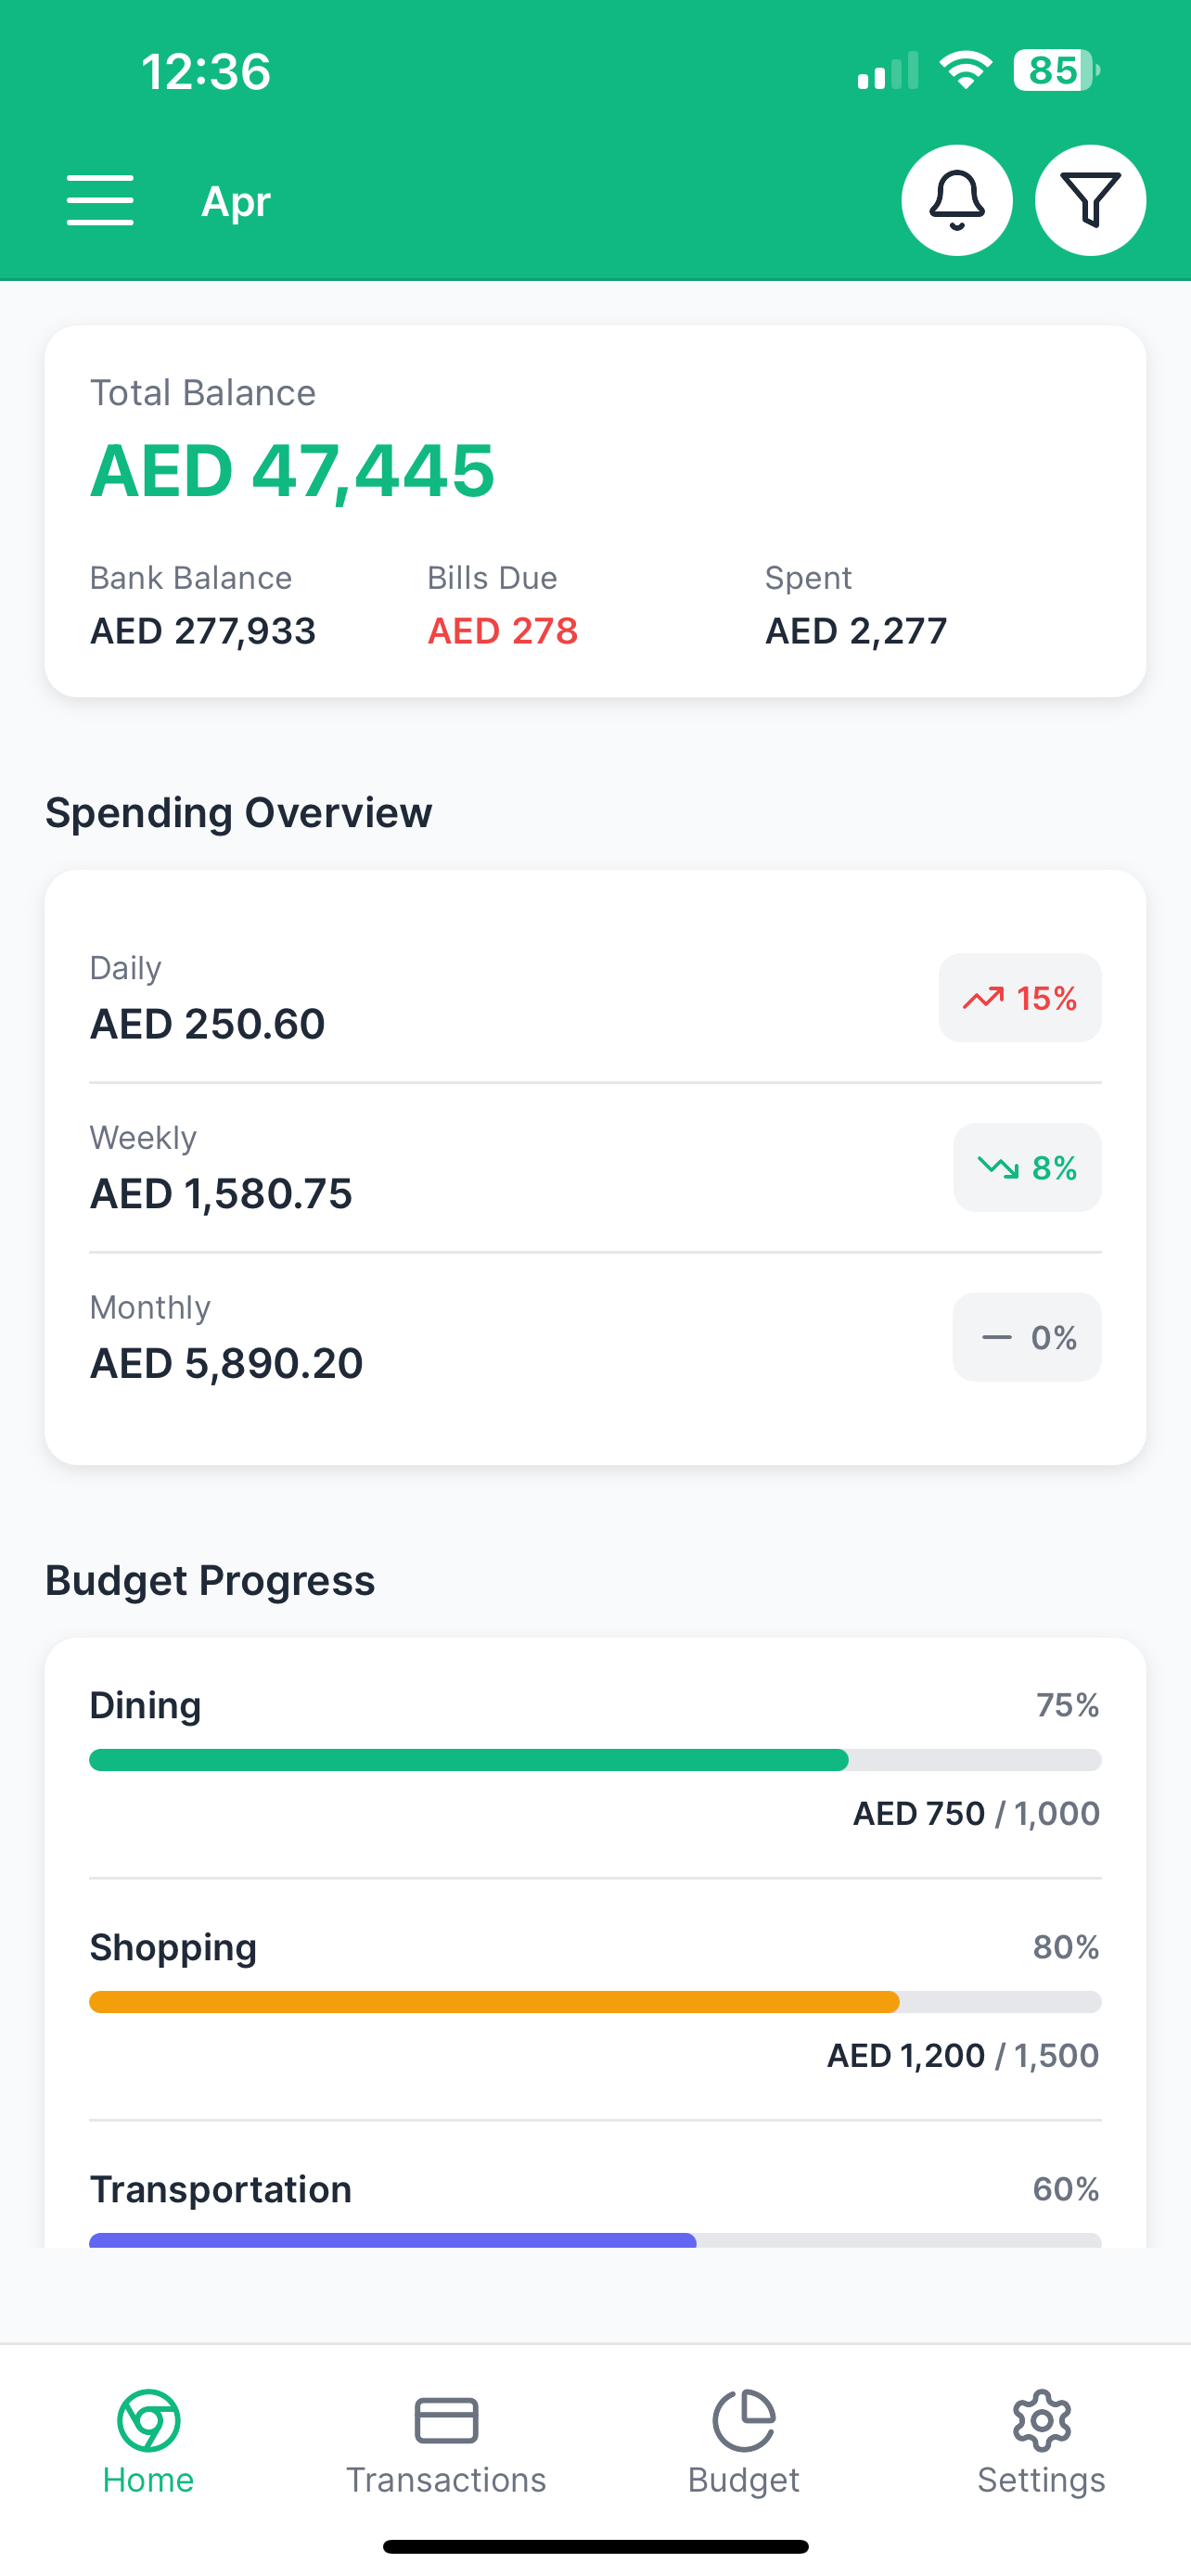 12:36
85
Apr
Total Balance
AED 47,445
Bank Balance Bills Due Spent
AED 277,933 AED 278 AED 2,277
Spending Overview
Daily
AED 250.60
15%
Weekly
AED 1,580.75
8%
Monthly
AED 5,890.20
0%
Budget Progress
Dining 75%
AED 750 / 1,000
Shopping 80%
AED 1,200 / 1,500
Transportation 60%
Home Transactions Budget Settings